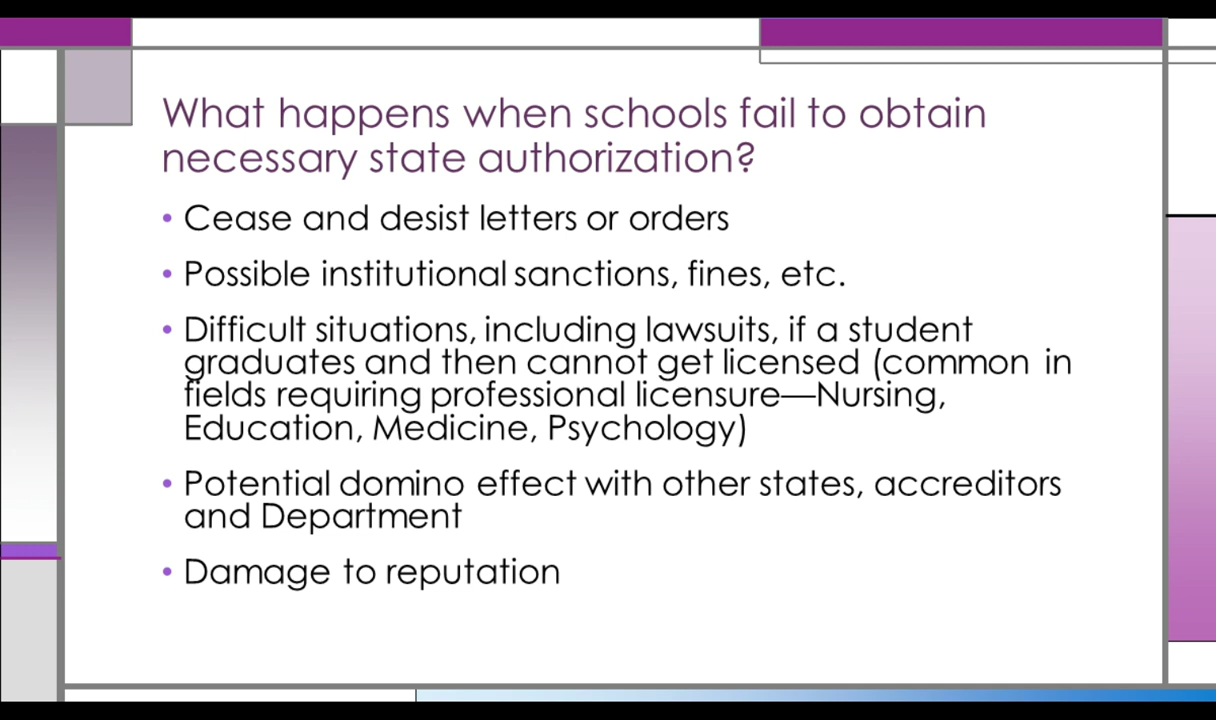 What happens when schools fail to obtain
necessary state authorization?
• Cease and desist letters or orders
• Possible institutional sanctions, fines, etc.
• Difficult situations, including lawsuits, if a student
graduates and then cannot get licensed (common in
fields requiring professional licensure—Nursing,
Education, Medicine, Psychology)
• Potential domino effect with other states, accreditors
and Department
• Damage to reputation